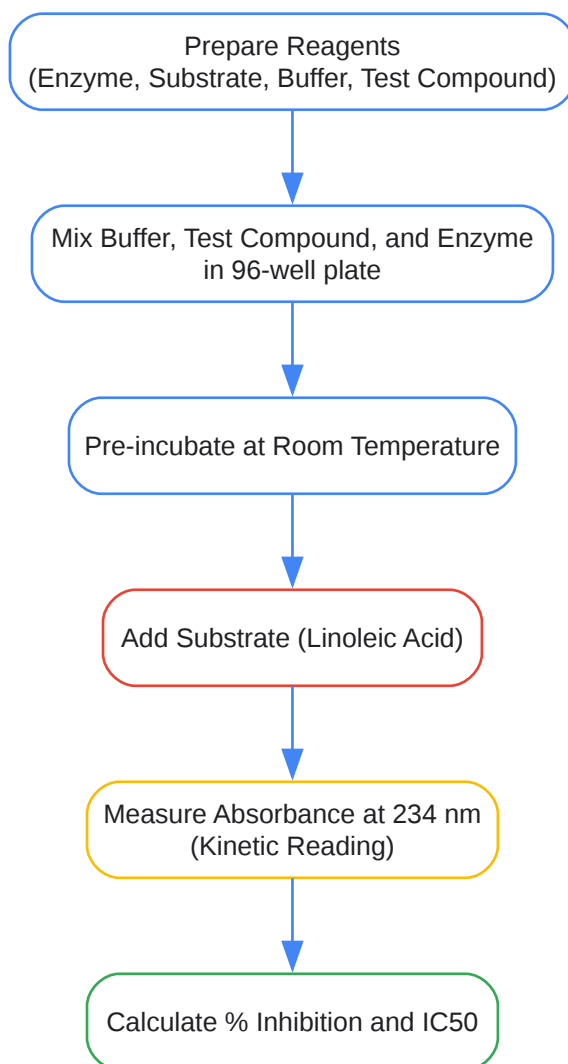 Prepare Reagents
(Enzyme, Substrate, Buffer, Test Compound)
Mix Buffer, Test Compound, and Enzyme
in 96-well plate
Pre-incubate at Room Temperature
Add Substrate (Linoleic Acid)
Measure Absorbance at 234 nm
(Kinetic Reading)
Calculate % Inhibition and IC50